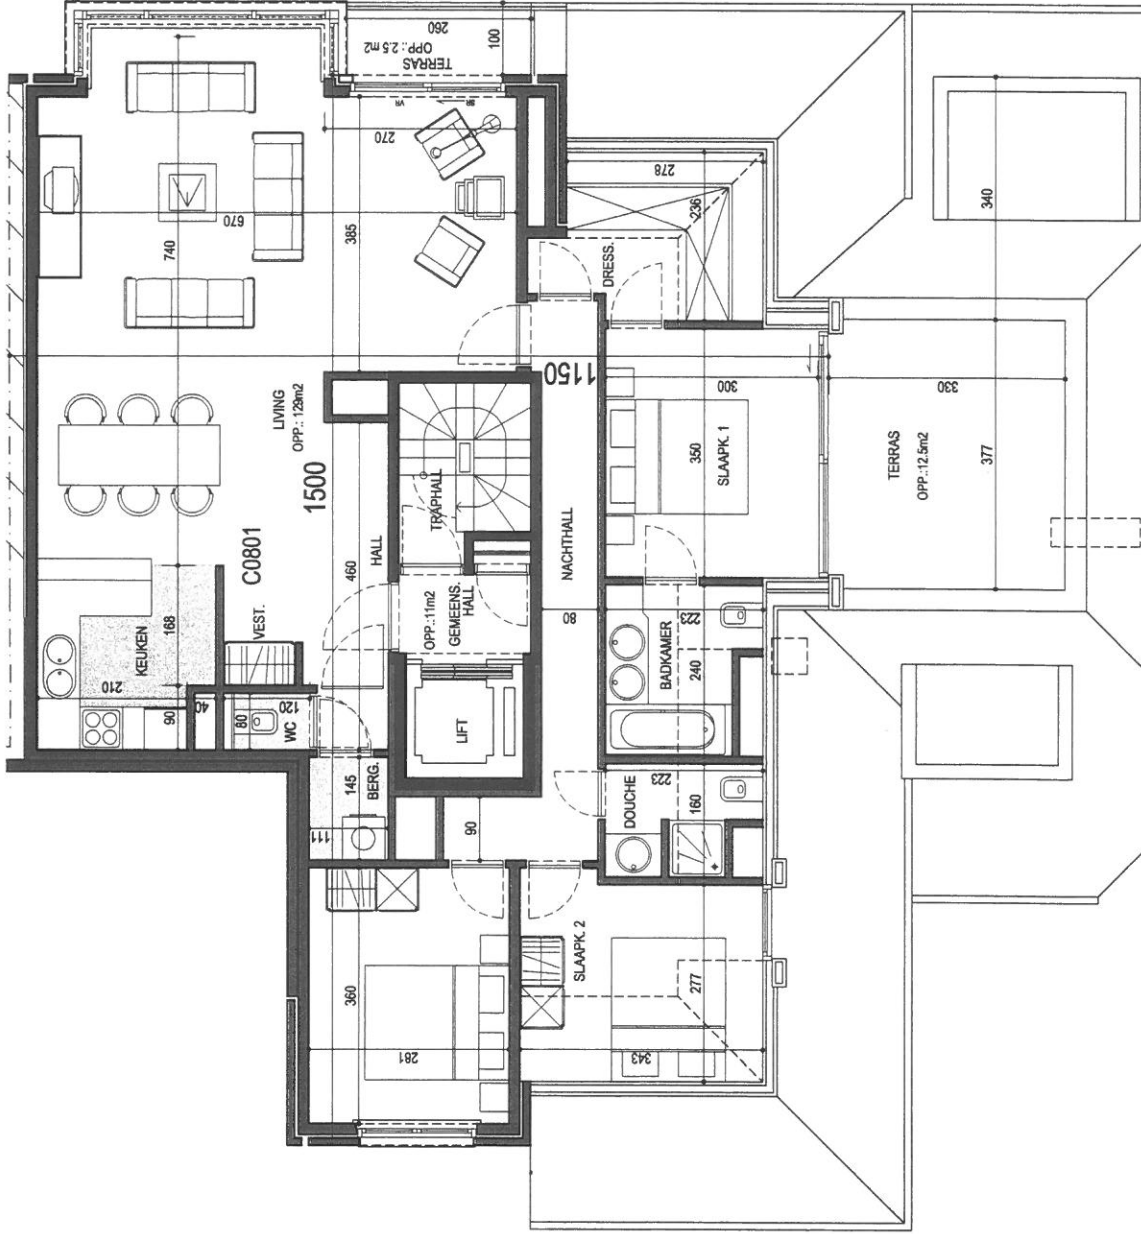 260
TERRAS
OPP.: 2.5 m2
100
VR
270
670
740
385
278
236
DRESS.
340
LIVING
OPP.: 129m2
1500
C0801
1150
300
330
350
SLAAPK. 1
TERRAS
OPP.:12.5m2
377
TRAPHALL
HALL
460
GEMEENS.
HALL
OPP.:11m2
NACHTHALL
80
VEST.
KEUKEN
168
210
90
40
80
120
WC
LIFT
BADKAMER
223
240
145
BERG.
111
90
DOUCHE
223
160
360
281
SLAAPK. 2
277
343